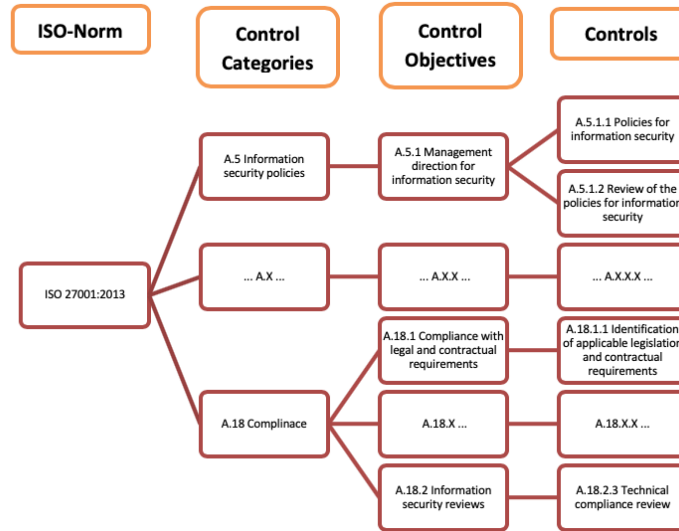 ISO-Norm
Control
Categories
Control
Objectives
Controls
A.5 Information
security policies
A.5.1 Management
direction for
information security
A.5.1.1 Policies for
information security
A.5.1.2 Review of the
policies for information
security
ISO 27001:2013
... A.X ...
... A.X.X ...
... A.X.X.X ...
A.18 Complinace
A.18.1 Compliance with
legal and contractual
requirements
A.18.1.1 Identification
of applicable legislation
and contractual
requirements
A.18.X ...
A.18.X.X ...
A.18.2 Information
security reviews
A.18.2.3 Technical
compliance review